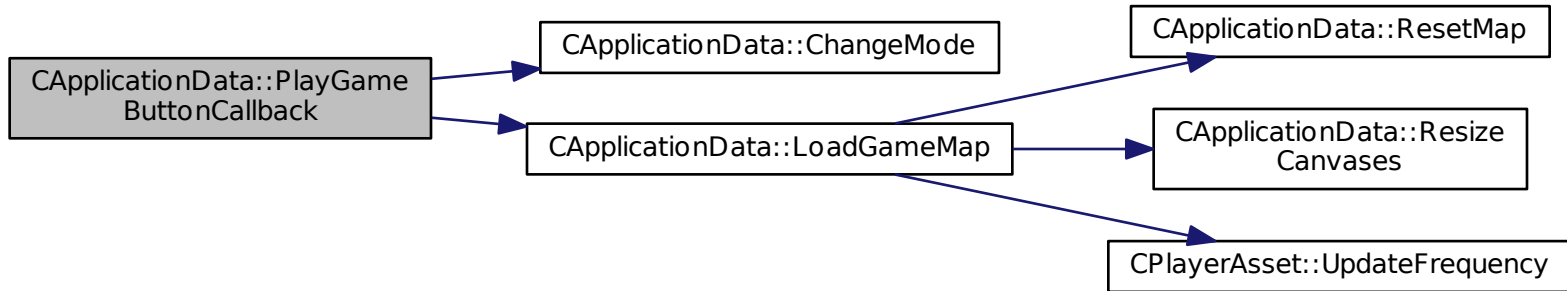 CApplicationData::PlayGame
ButtonCallback
CApplicationData::ChangeMode
CApplicationData::LoadGameMap
CApplicationData::ResetMap
CApplicationData::Resize
Canvases
CPlayerAsset::UpdateFrequency